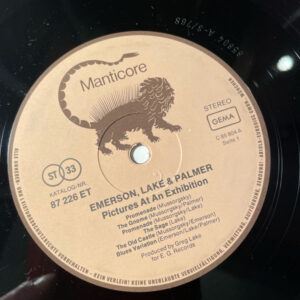 Manticore
ST 33
KATALOG-NR.
87 226 ET
STEREO
GEMA
Seite 1
EMERSON, LAKE & PALMER
Pictures At An Exhibition
Promenade (Mussorgsky)
The Gnome (Mussorgsky/Palmer)
Promenade (Mussorgsky/Lake)
The Sage (Lake)
The Old Castle (Mussorgsky/Emerson)
Blues Variation (Emerson/Lake/Palmer)
Produced by Greg Lake
for E. G. Records